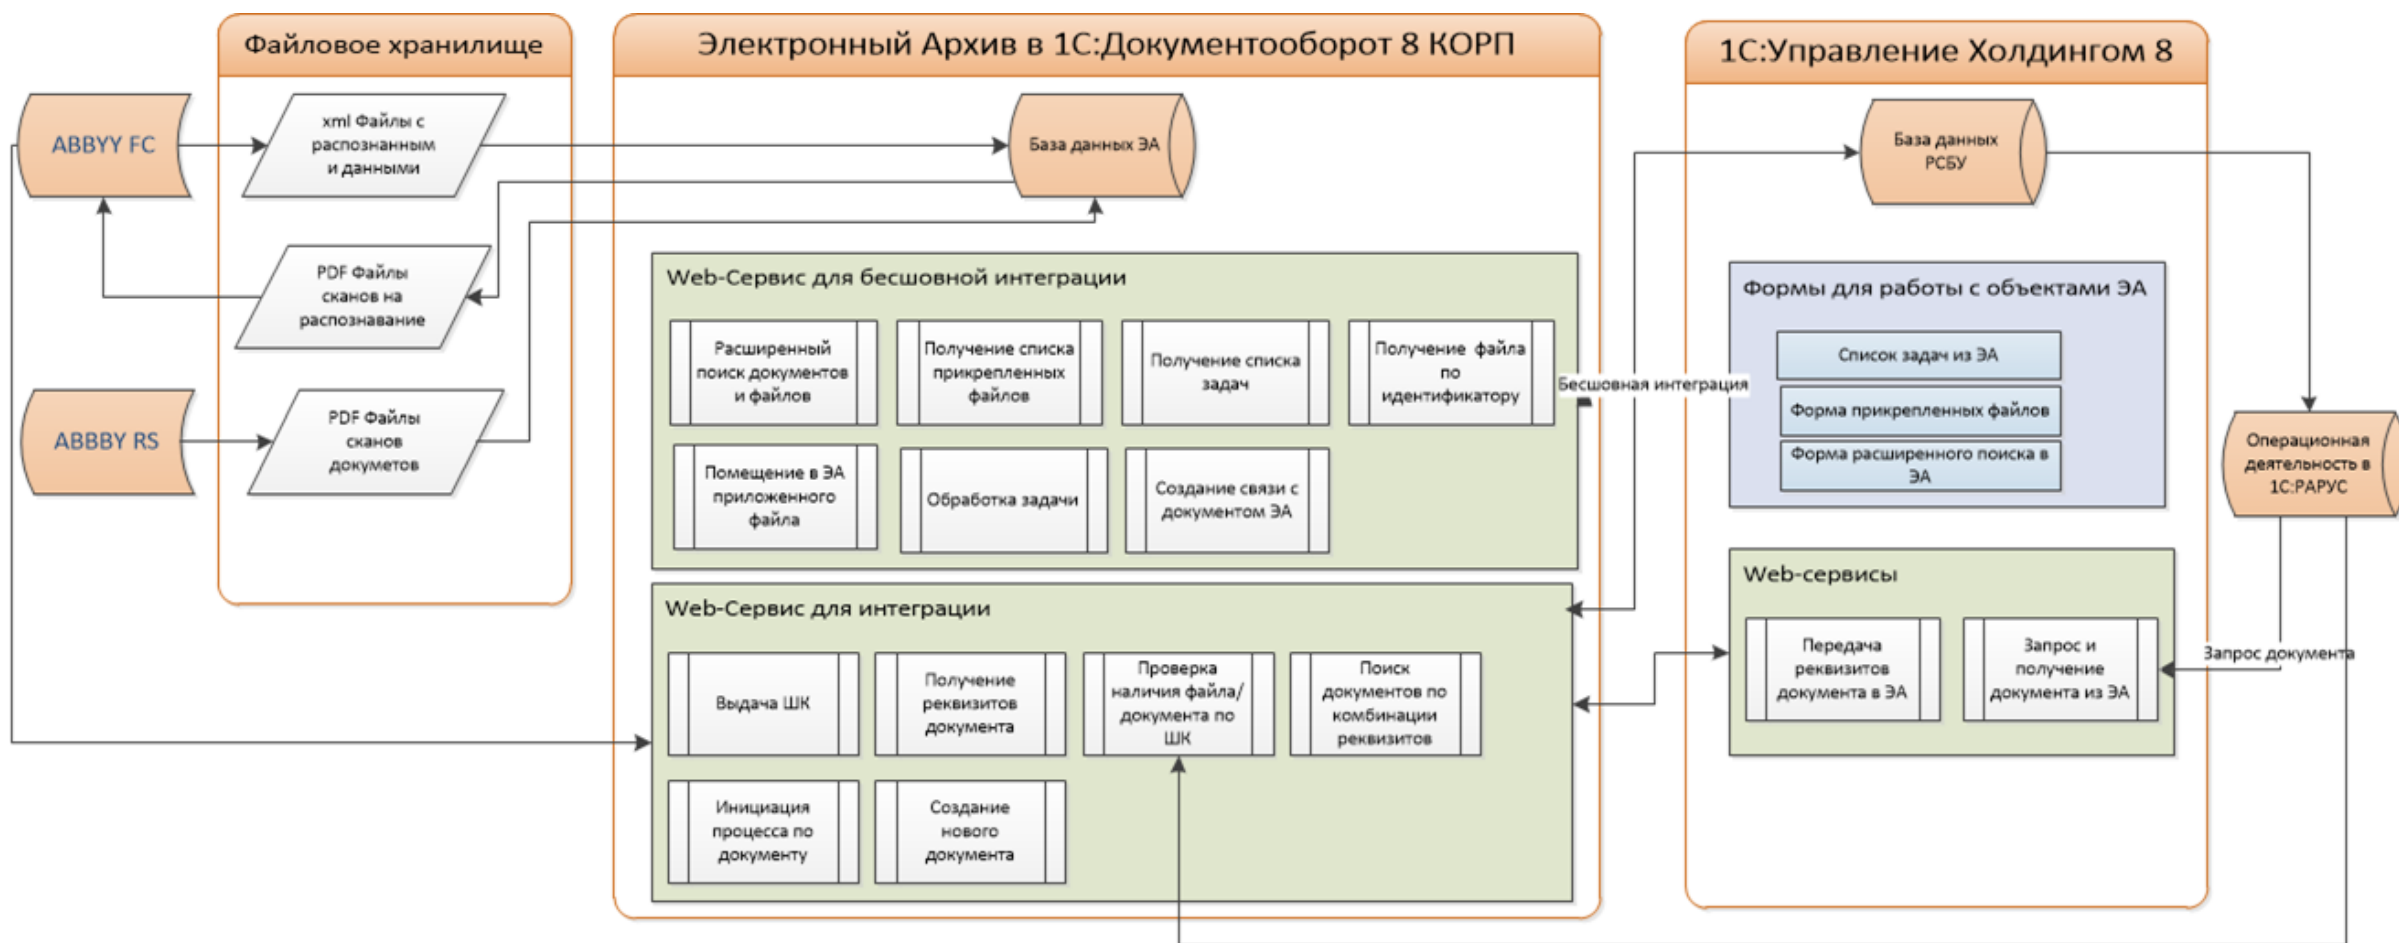 Файловое хранилище
Электронный Архив в 1С:Документооборот 8 КОРП
1С:Управление Холдингом 8
ABBYY FC
xml Файлы с
распознанным
и данными
База данных ЭА
База данных
РСБУ
PDF Файлы
сканов на
распознавание
ABBBY RS
PDF Файлы
сканов
докуметов
Web-Сервис для бесшовной интеграции
Расширенный
поиск документов
и файлов
Получение списка
прикрепленных
файлов
Получение списка
задач
Получение файла
по
идентификатору
Помещение в ЭА
приложенного
файла
Обработка задачи
Создание связи с
документом ЭА
Бесшовная интеграция
Формы для работы с объектами ЭА
Список задач из ЭА
Форма прикрепленных файлов
Форма расширенного поиска в
ЭА
Операционная
деятельность в
1С:РАРУС
Web-Сервис для интеграции
Выдача ШК
Получение
реквизитов
документа
Проверка
наличия файла/
документа по
ШК
Поиск
документов по
комбинации
реквизитов
Инициация
процесса по
документу
Создание
нового
документа
Web-сервисы
Передача
реквизитов
документа в ЭА
Запрос и
получение
документа из ЭА
Запрос документа